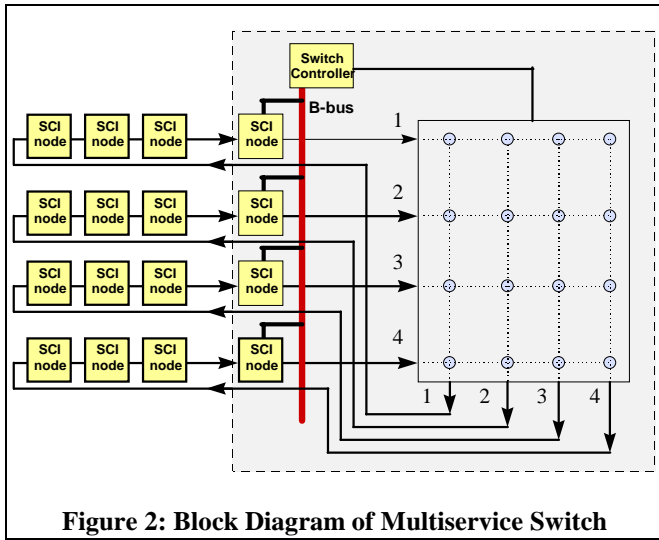 Switch
Controller
B-bus
1
SCI
node
SCI
node
SCI
node
SCI
node
2
SCI
node
SCI
node
SCI
node
SCI
node
3
SCI
node
SCI
node
SCI
node
SCI
node
4
SCI
node
SCI
node
SCI
node
SCI
node
1
2
3
4
Figure 2: Block Diagram of Multiservice Switch